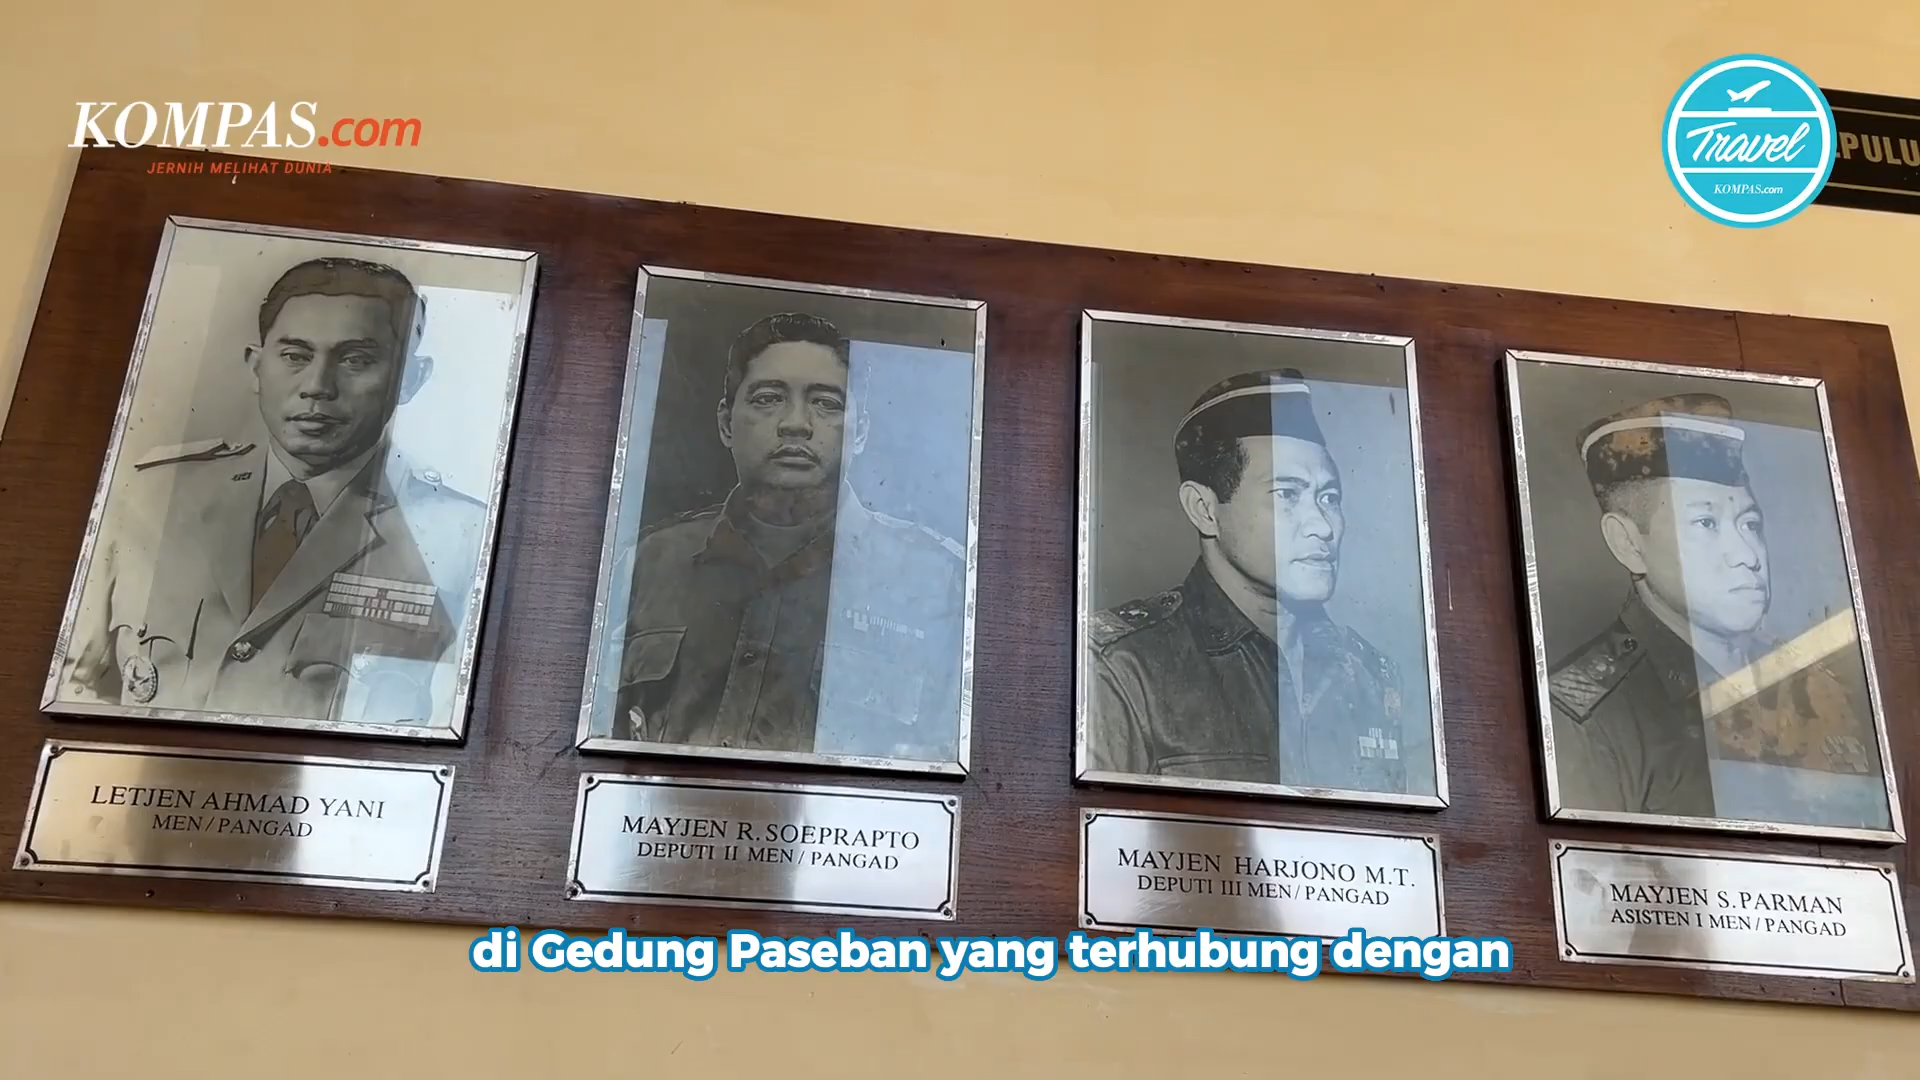 KOMPAS.com
JERNIH MELIHAT DUNIA
Travel
KOMPAS.com
LETJEN AHMAD YANI
MEN/PANGAD
MAYJEN R. SOEPRAPTO
DEPUTI II MEN/PANGAD
MAYJEN HARJONO M.T.
DEPUTI III MEN/PANGAD
MAYJEN S. PARMAN
ASISTEN I MEN/PANGAD
di Gedung Paseban yang terhubung dengan